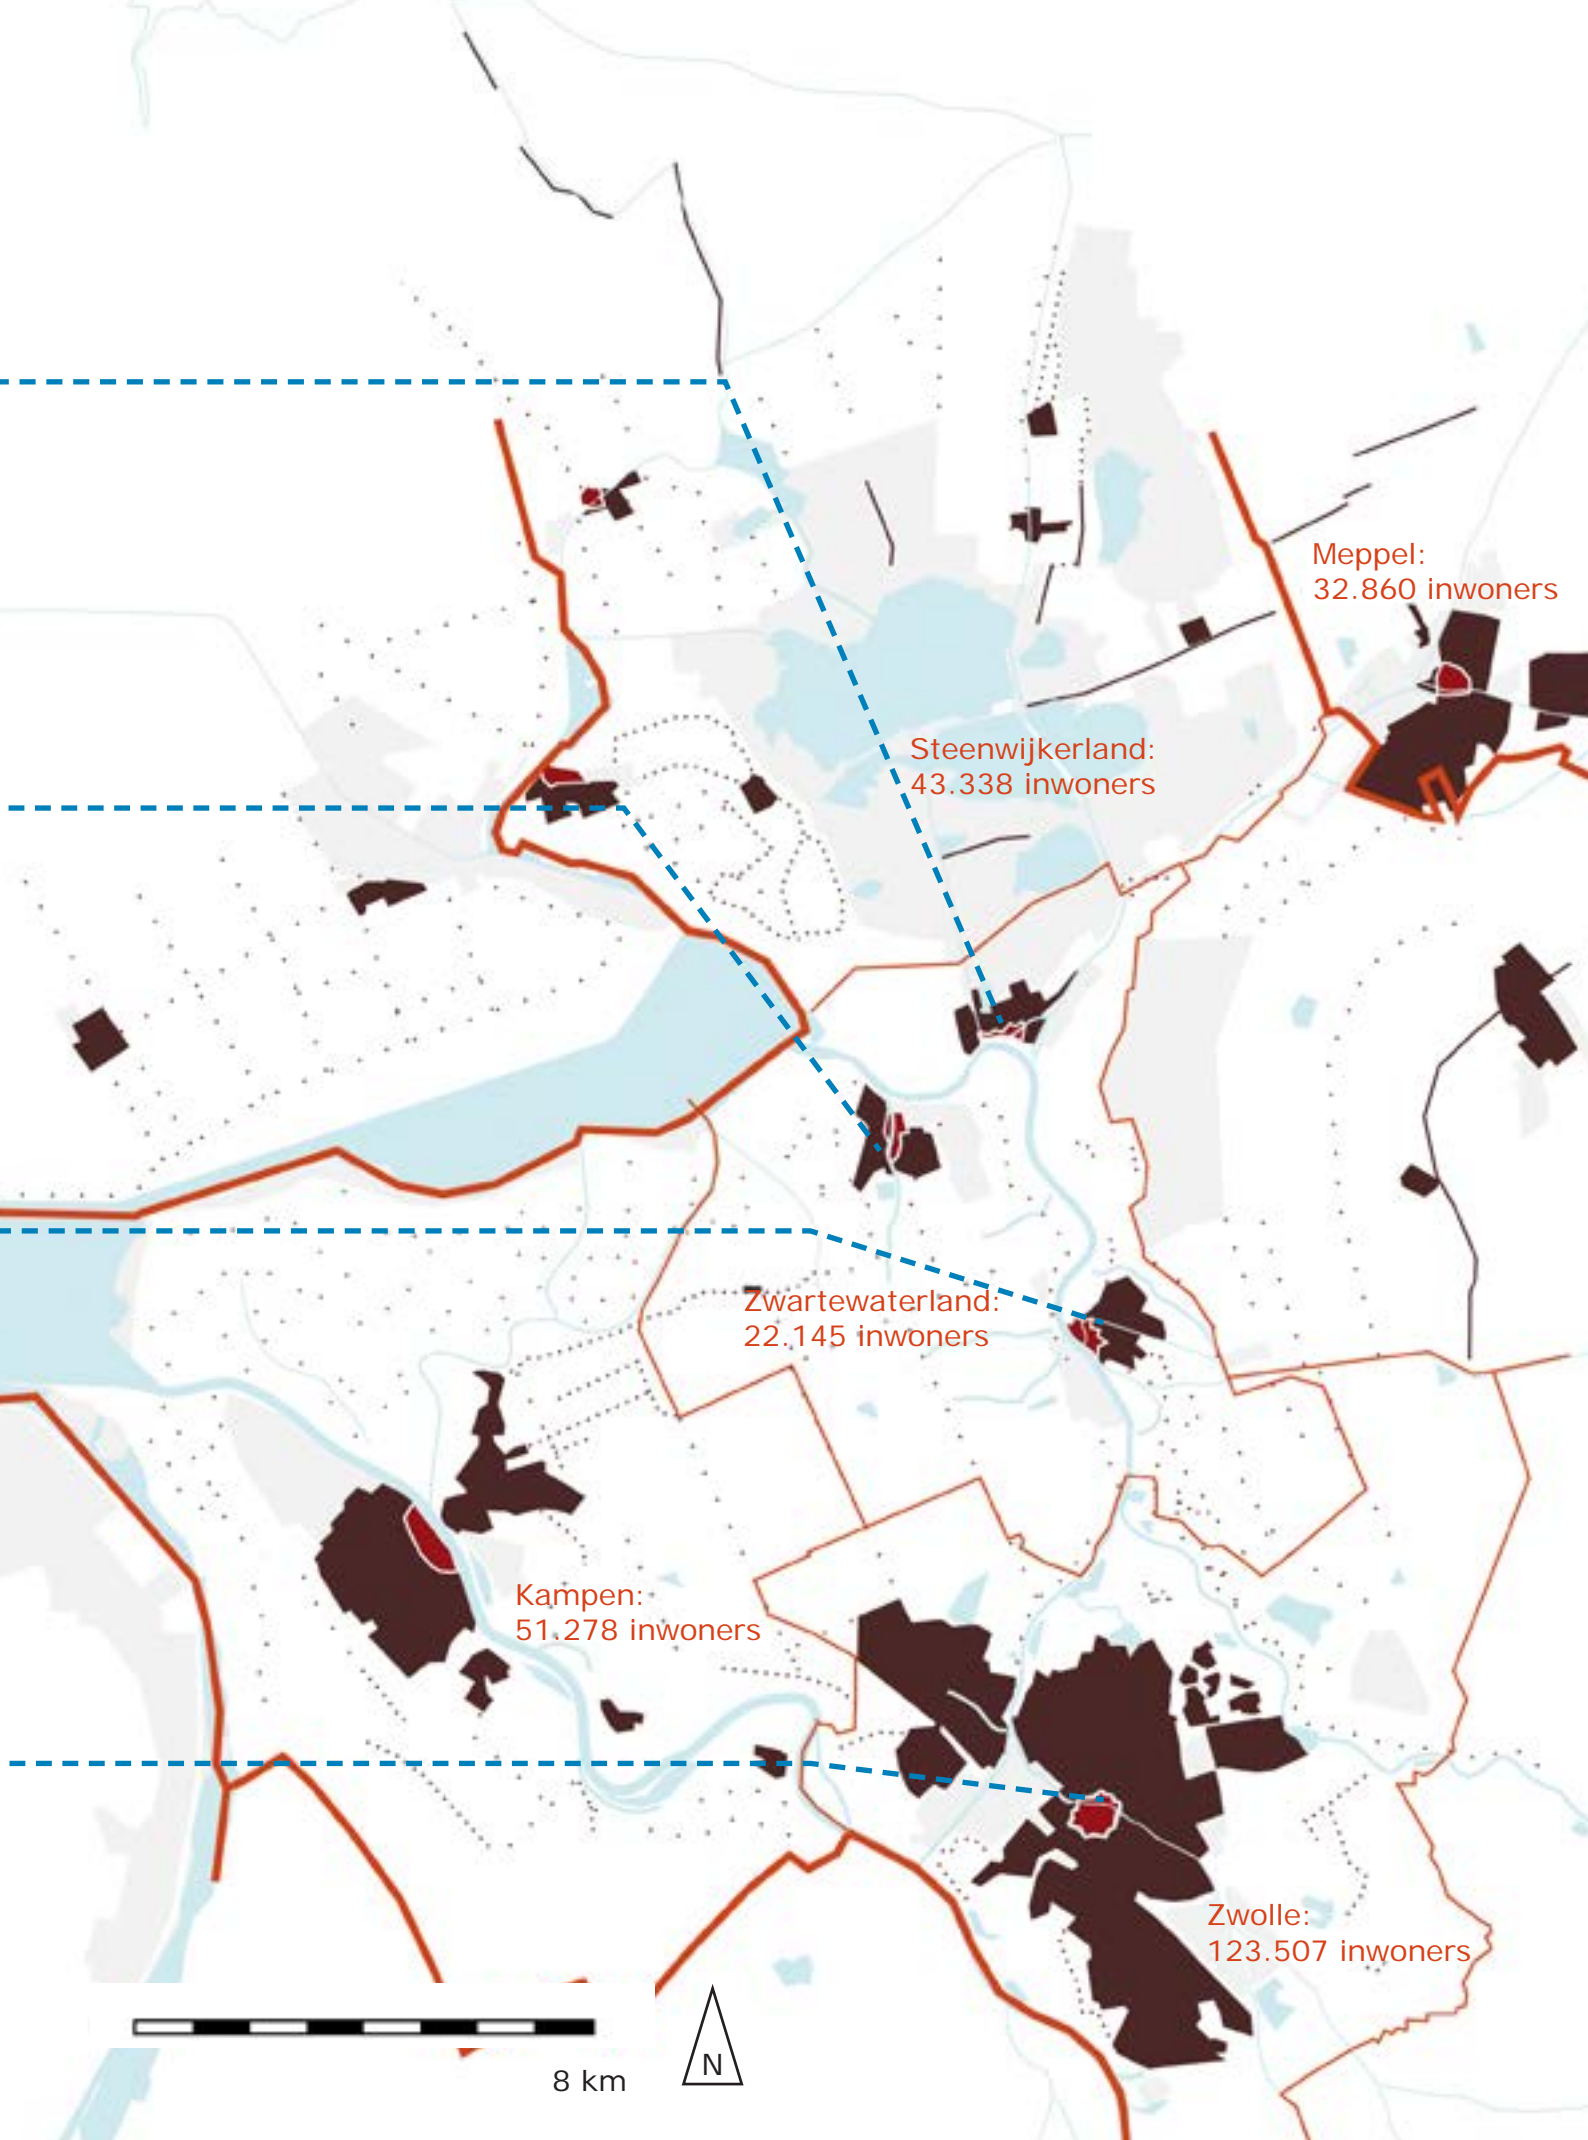 Meppel:
32.860 inwoners
Steenwijkerland:
43.338 inwoners
Zwartewaterland:
22.145 inwoners
Kampen:
51.278 inwoners
Zwolle:
123.507 inwoners
8 km
N